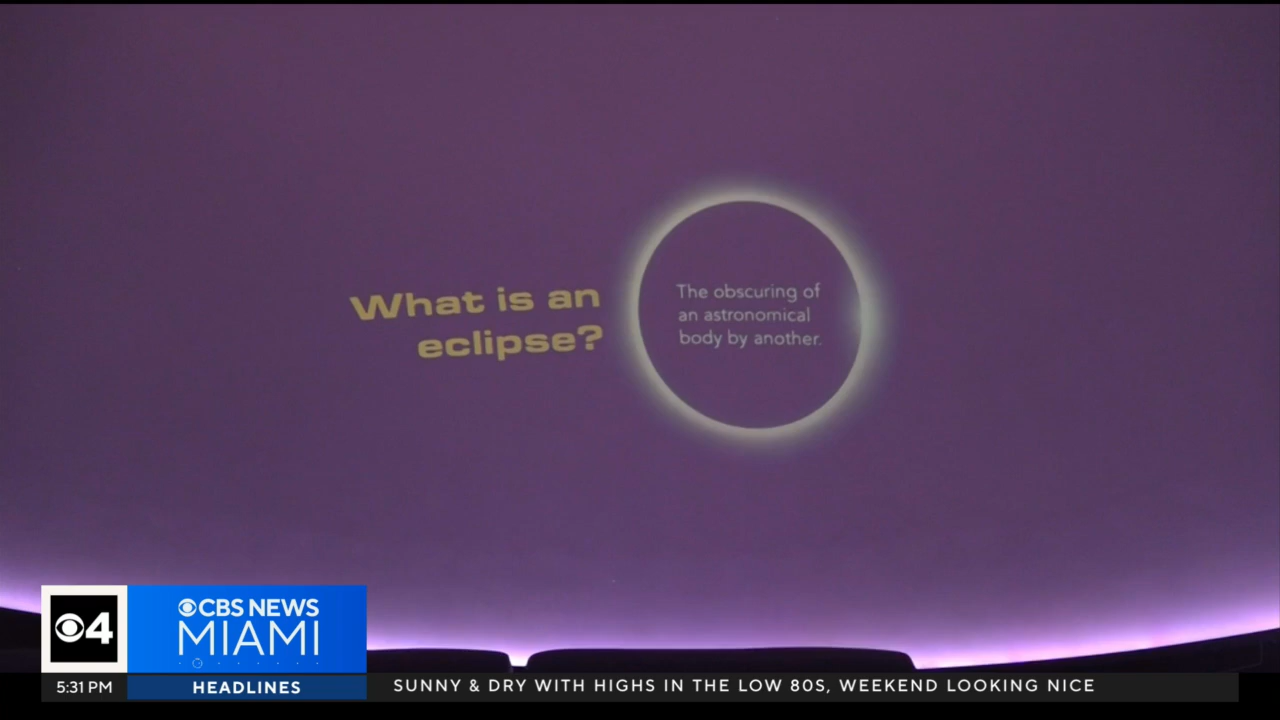 What is an
eclipse?
The obscuring of
an astronomical
body by another.
4
CBS NEWS
MIAMI
5:31 PM
HEADLINES
SUNNY & DRY WITH HIGHS IN THE LOW 80S, WEEKEND LOOKING NICE